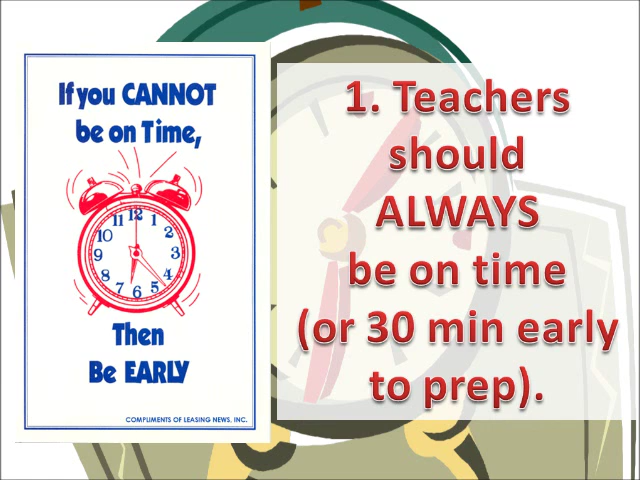 If you CANNOT
be on Time,
12
11 1
10 2
9 3
8 4
7 5
6
Then
Be EARLY
COMPLIMENTS OF LEASING NEWS, INC.
1. Teachers
should
ALWAYS
be on time
(or 30 min early
to prep).